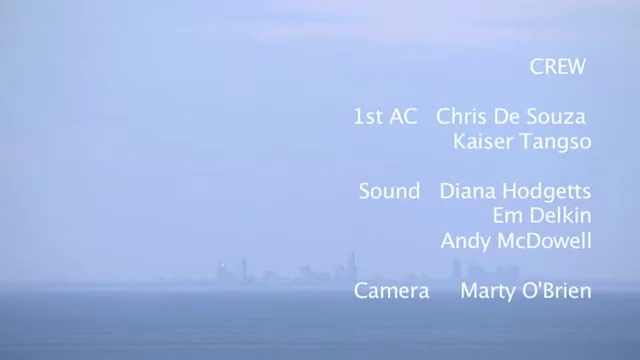 CREW
1st AC Chris De Souza
Kaiser Tangso
Sound Diana Hodgetts
Em Delkin
Andy McDowell
Camera Marty O'Brien